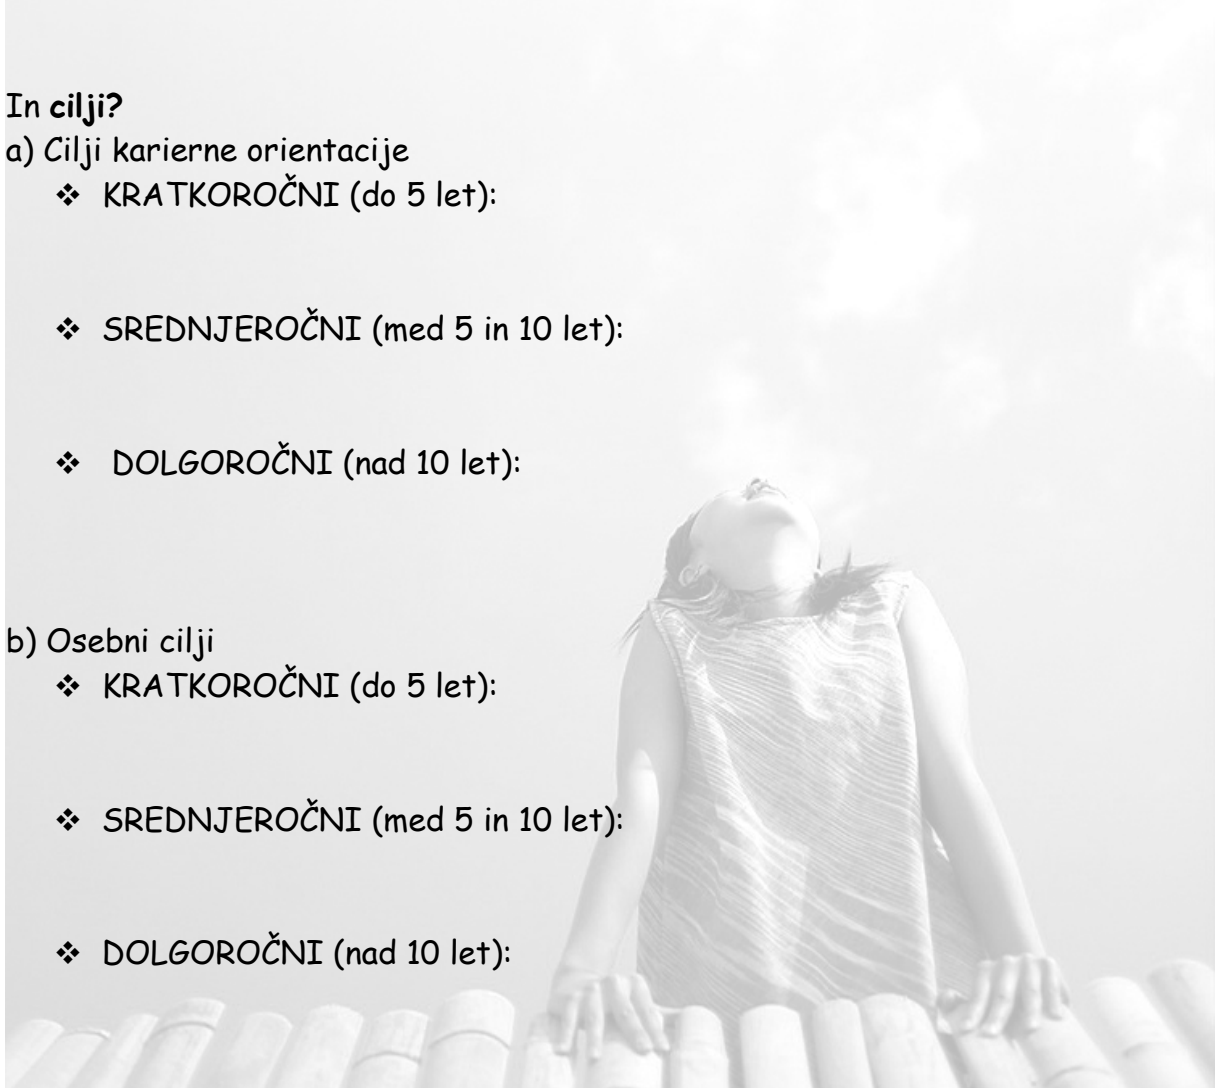 In cilji?
a) Cilji karierne orientacije
❖ KRATKOROČNI (do 5 let):
❖ SREDNJEROČNI (med 5 in 10 let):
❖ DOLGOROČNI (nad 10 let):
b) Osebni cilji
❖ KRATKOROČNI (do 5 let):
❖ SREDNJEROČNI (med 5 in 10 let):
❖ DOLGOROČNI (nad 10 let):